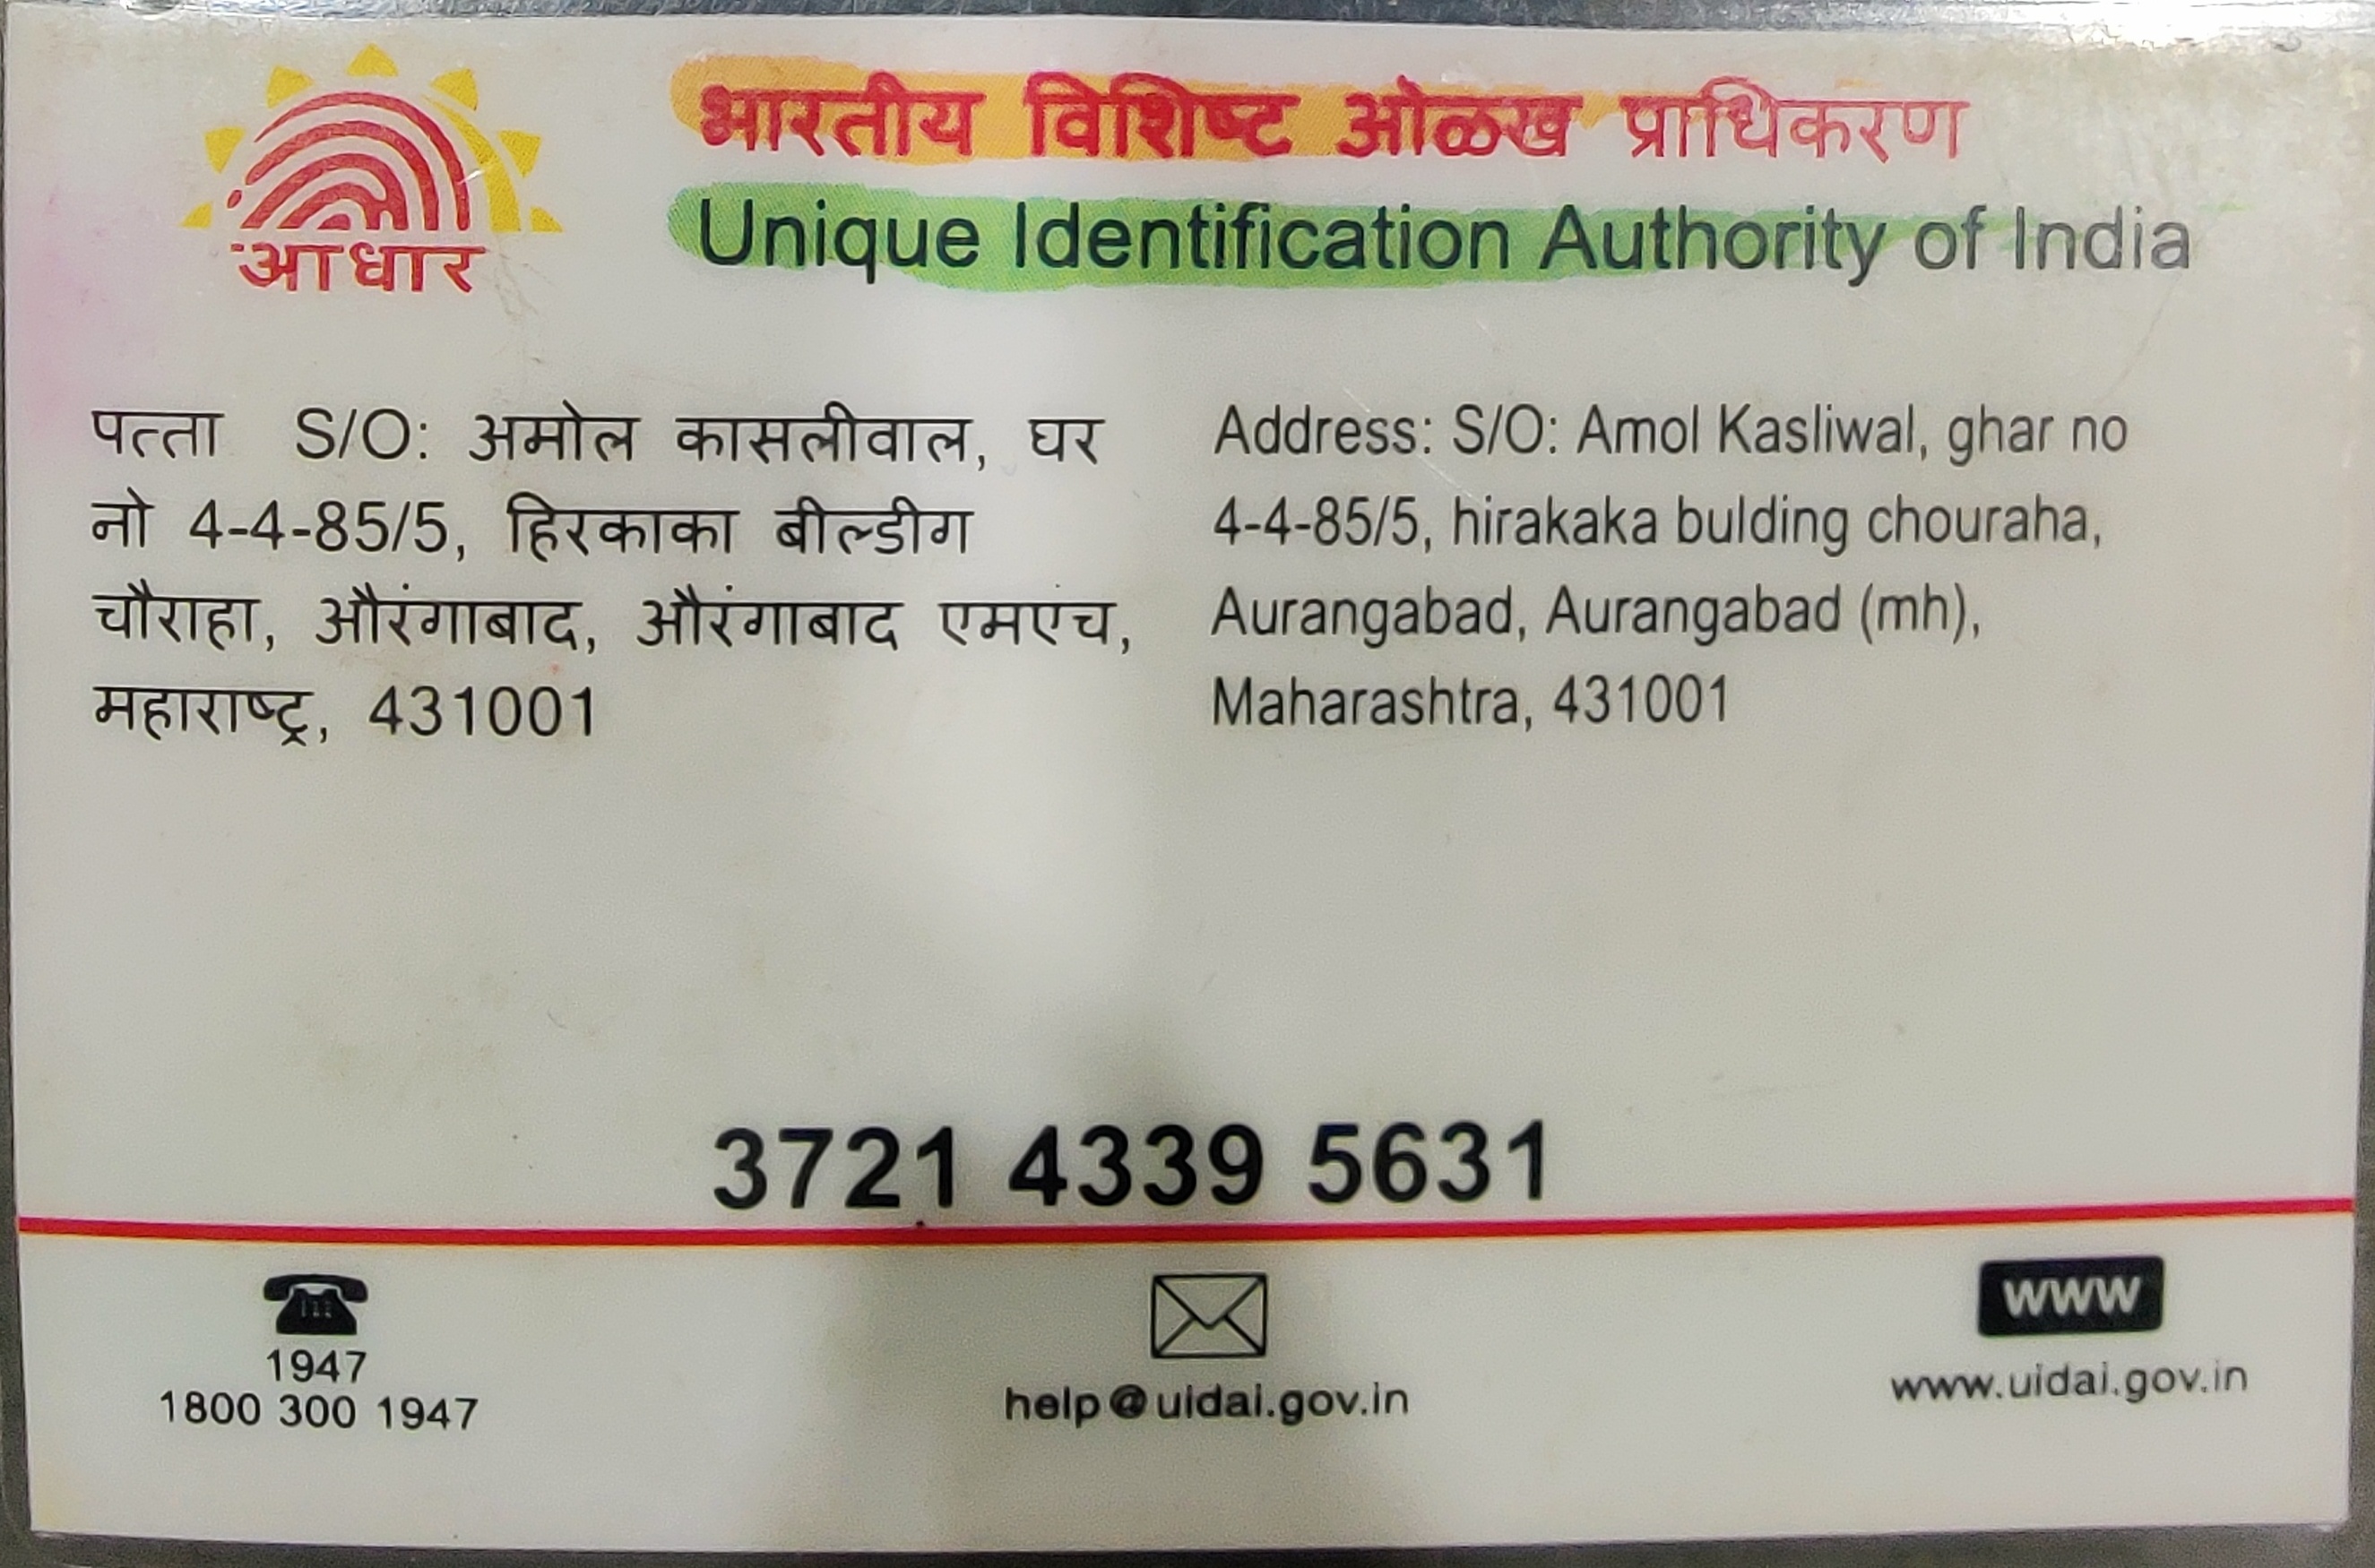 आधार
भारतीय विशिष्ट ओळख प्राधिकरण
Unique Identification Authority of India
पत्ता S/O: अमोल कासलीवाल, घर
नो 4-4-85/5, हिरकाका बील्डीग
चौराहा, औरंगाबाद, औरंगाबाद एमएच,
महाराष्ट्र, 431001
Address: S/O: Amol Kasliwal, ghar no
4-4-85/5, hirakaka bulding chouraha,
Aurangabad, Aurangabad (mh),
Maharashtra, 431001
3721 4339 5631
1947
1800 300 1947
help@uidai.gov.in
www
www.uidai.gov.in